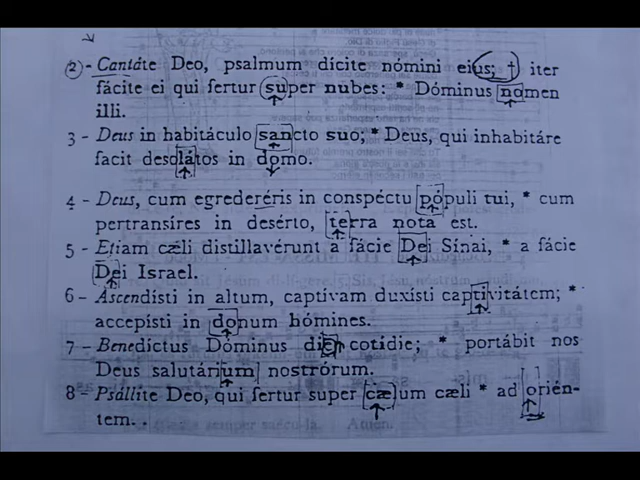 2 - Cantáte Deo, psalmum dícite nómini eius; † iter
fácite ei qui fertur super nubes: * Dóminus nomen
illi.
3 - Deus in habitáculo sancto suo; * Deus, qui inhabitáre
facit desolátos in domo.
4 - Deus, cum egrederéris in conspéctu pópuli tui, * cum
pertransíres in desérto, terra nota est.
5 - Etiam cæli distillavérunt a fácie Dei Sínai, * a fácie
Dei Israel.
6 - Ascendísti in altum, captívam duxísti captivitátem; *
accepísti in donum hómines.
7 - Benedíctus Dóminus die cotídie; * portábit nos
Deus salutárium nostrórum.
8 - Psállite Deo, qui fertur super cælum cæli * ad orién-
tem.